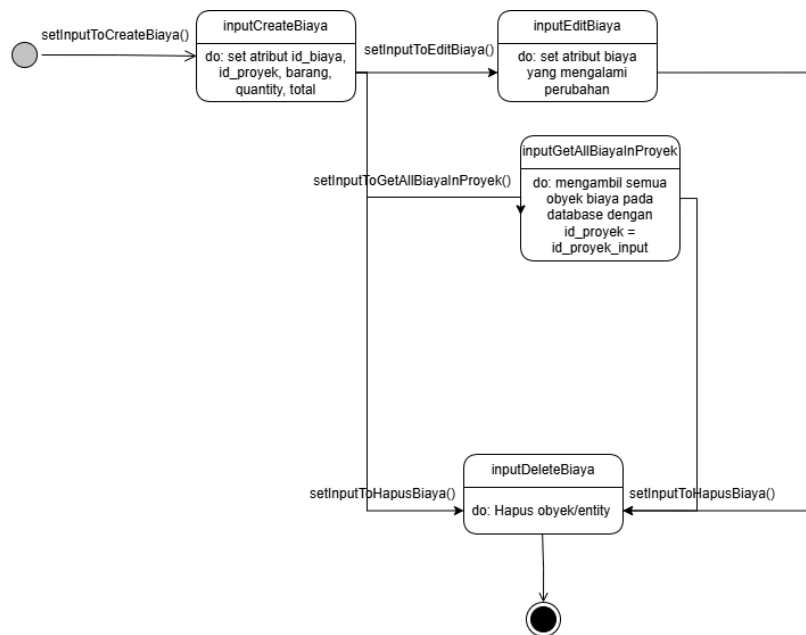 setInputToCreateBiaya()
inputCreateBiaya
do: set atribut id_biaya,
id_proyek, barang,
quantity, total
setInputToEditBiaya()
inputEditBiaya
do: set atribut biaya
yang mengalami
perubahan
setInputToGetAllBiayaInProyek()
inputGetAllBiayaInProyek
do: mengambil semua
obyek biaya pada
database dengan
id_proyek =
id_proyek_input
setInputToHapusBiaya()
inputDeleteBiaya
do: Hapus obyek/entity
setInputToHapusBiaya()